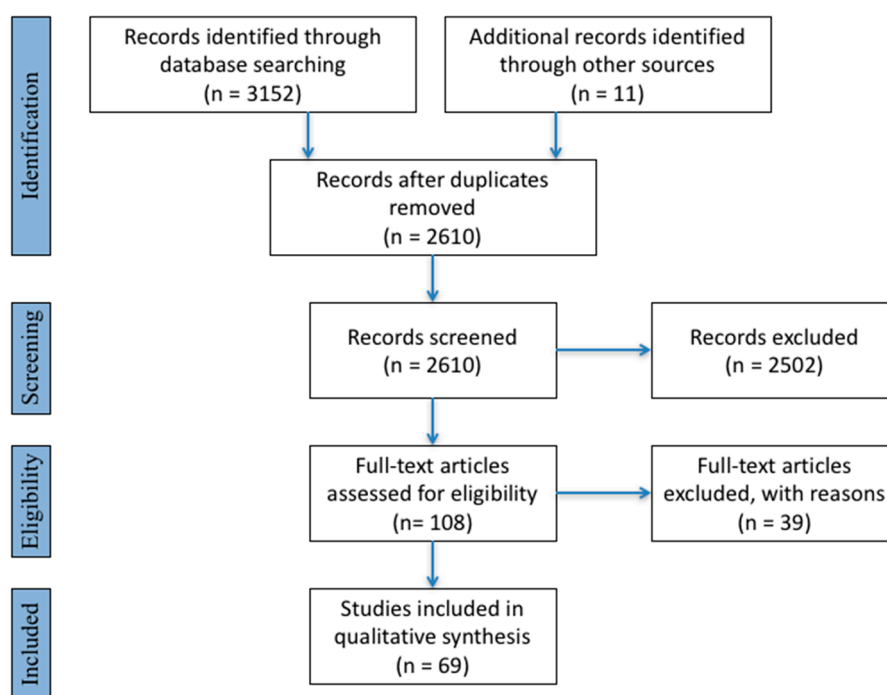 Identification
Records identified through
database searching
(n = 3152)
Additional records identified
through other sources
(n = 11)
Records after duplicates
removed
(n = 2610)
Screening
Records screened
(n = 2610)
Records excluded
(n = 2502)
Eligibility
Full-text articles
assessed for eligibility
(n= 108)
Full-text articles
excluded, with reasons
(n = 39)
Included
Studies included in
qualitative synthesis
(n = 69)